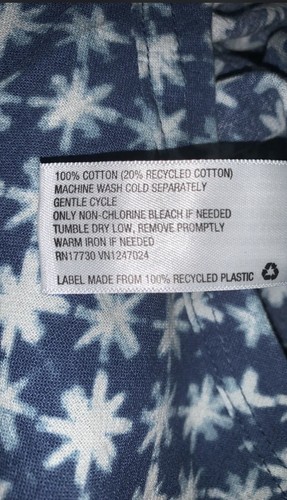 100% COTTON (20% RECYCLED COTTON)
MACHINE WASH COLD SEPARATELY
GENTLE CYCLE
ONLY NON-CHLORINE BLEACH IF NEEDED
TUMBLE DRY LOW, REMOVE PROMPTLY
WARM IRON IF NEEDED
RN17730 VN1247024
LABEL MADE FROM 100% RECYCLED PLASTIC